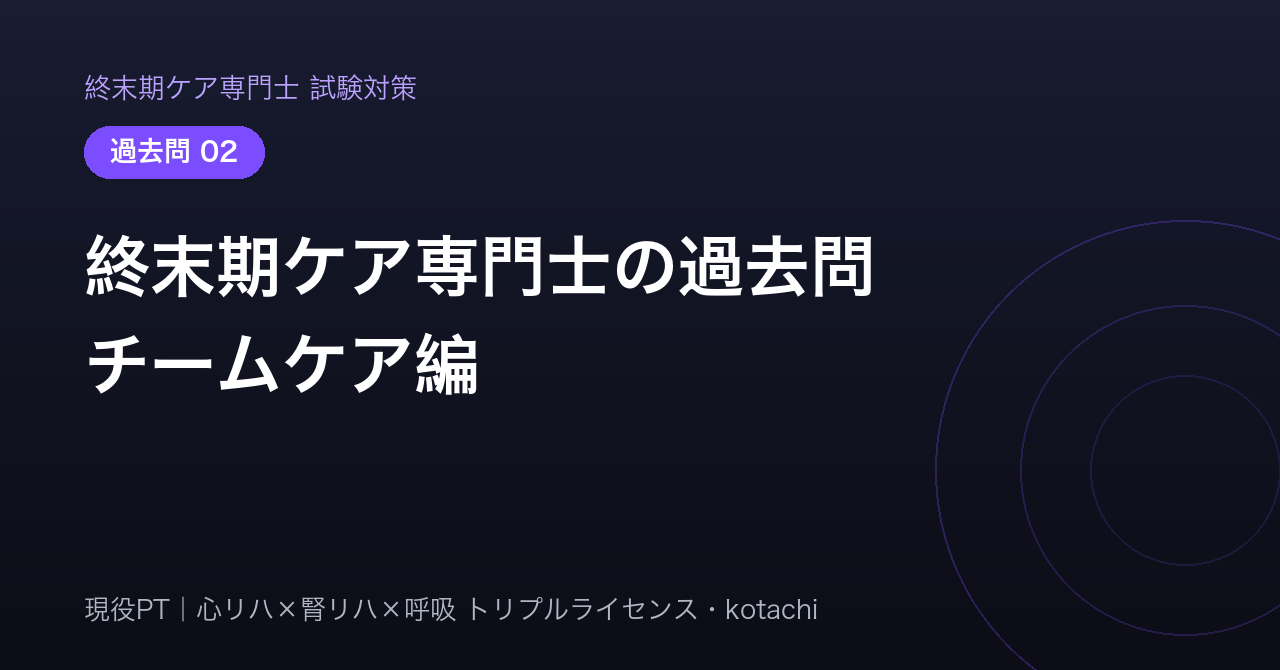 終末期ケア専門士 試験対策
過去問 02
終末期ケア専門士の過去問
チームケア編
現役PT｜心リハ×腎リハ×呼吸 トリプルライセンス・kotachi